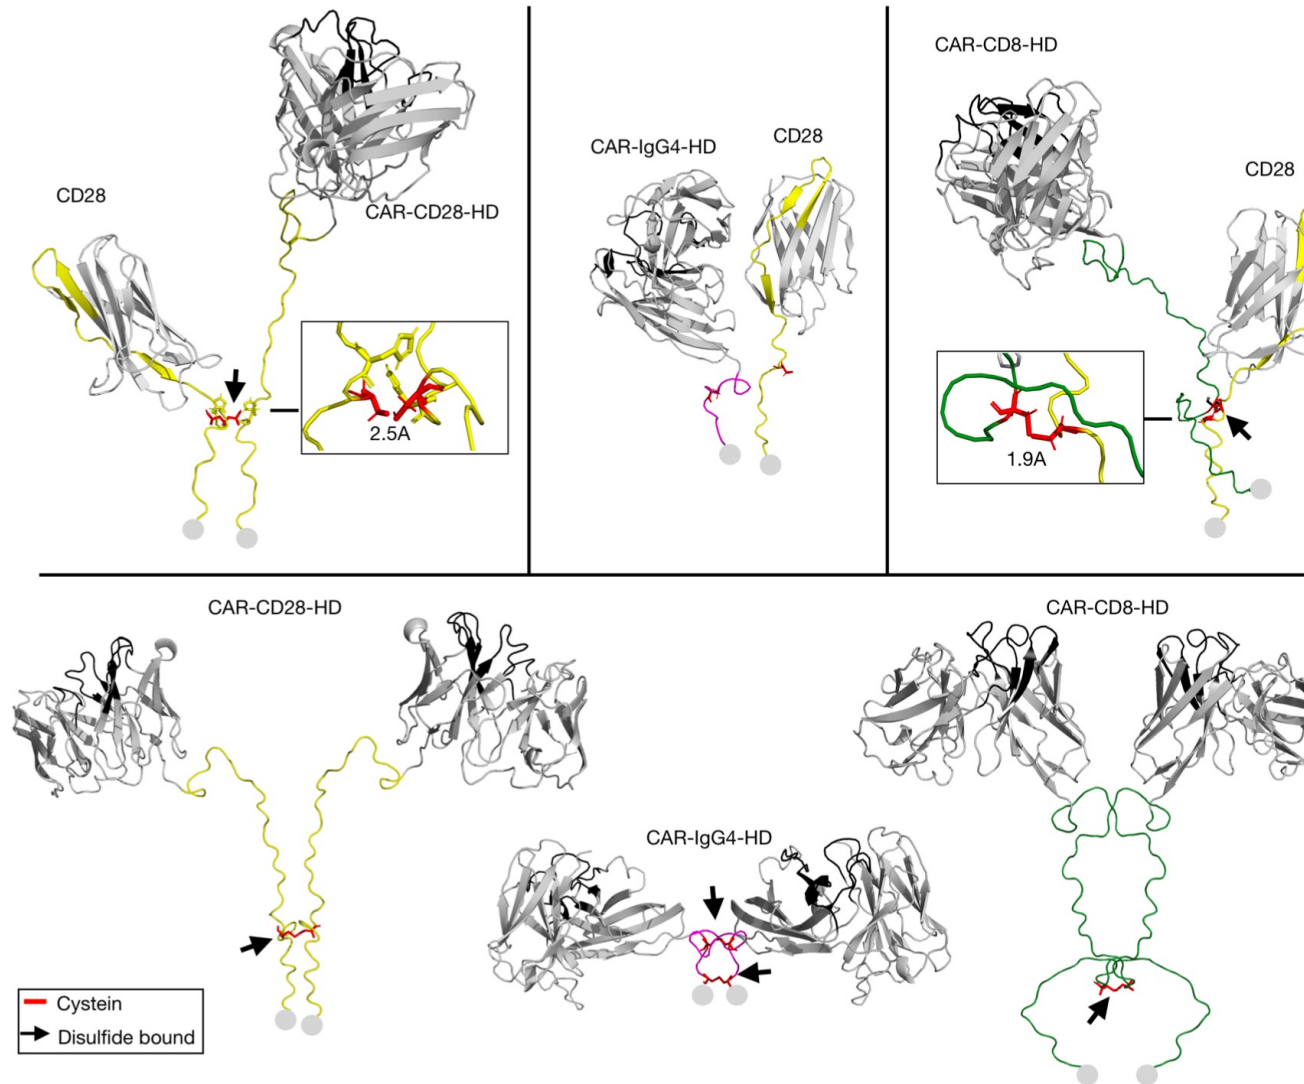 CAR-CD8-HD
CD28
CAR-IgG4-HD
CD28
CD28
CAR-CD28-HD
2.5A
1.9A
CAR-CD28-HD
CAR-CD8-HD
CAR-IgG4-HD
Cystein
Disulfide bound